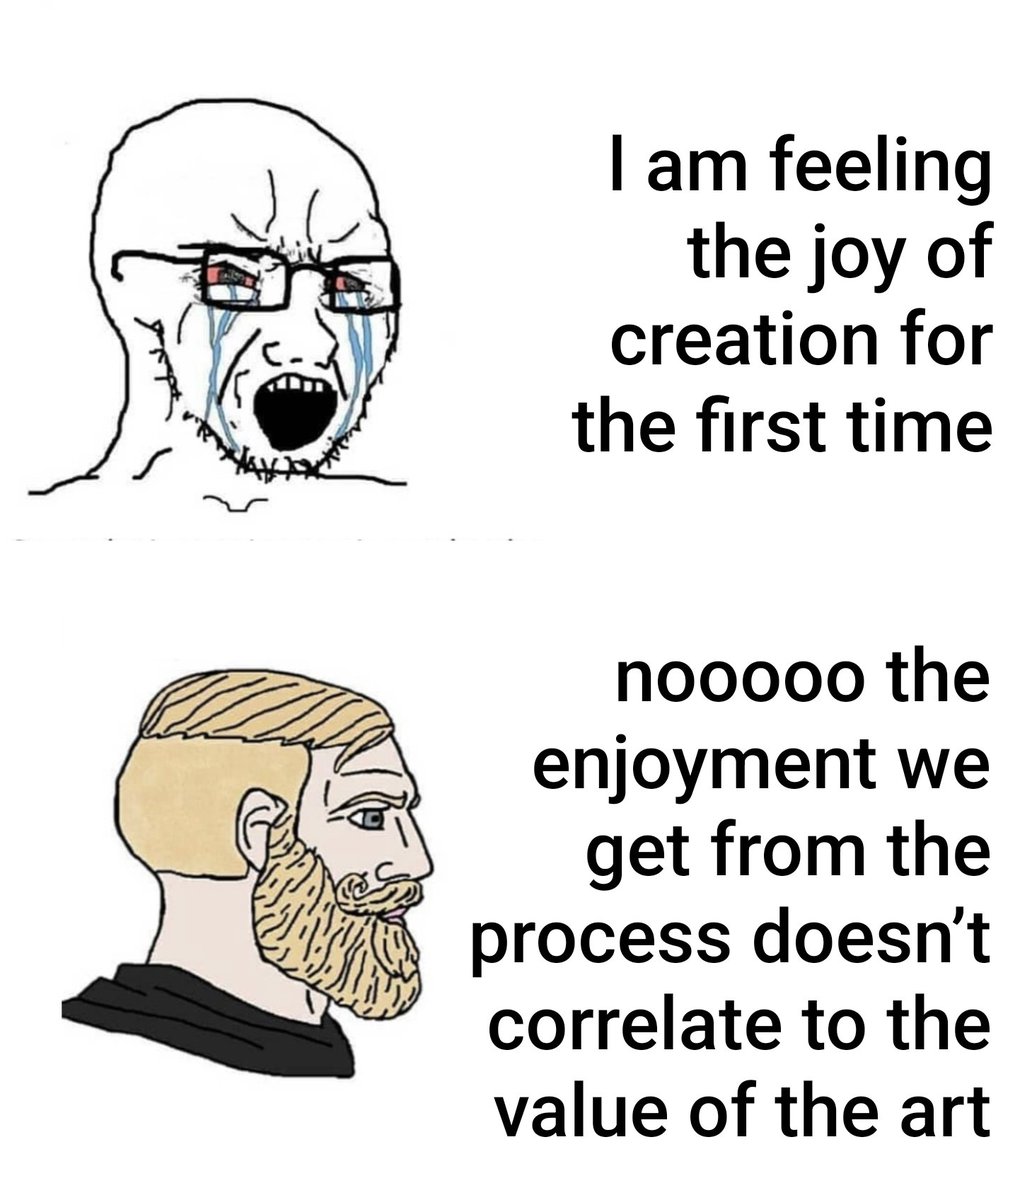 I am feeling
the joy of
creation for
the first time
nooooo the
enjoyment we
get from the
process doesn’t
correlate to the
value of the art